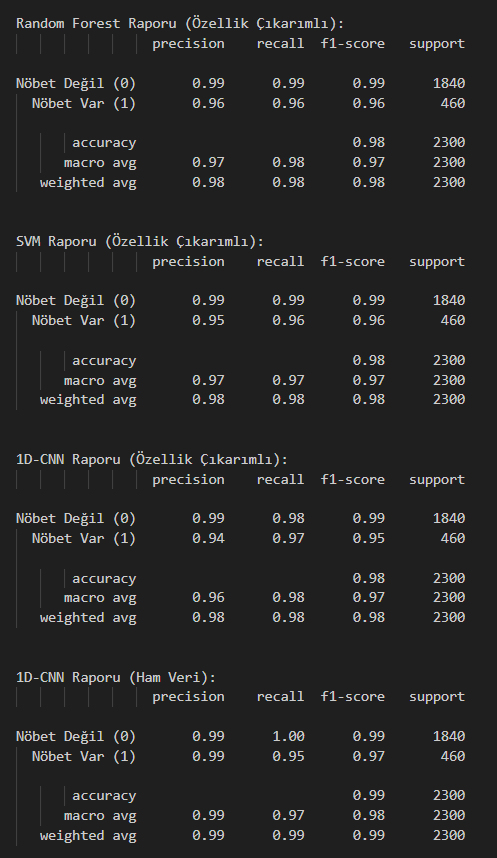 Random Forest Raporu (Özellik Çıkarımlı):
precision recall f1-score support
Nöbet Değil (0) 0.99 0.99 0.99 1840
Nöbet Var (1) 0.96 0.96 0.96 460
accuracy 0.98 2300
macro avg 0.97 0.98 0.97 2300
weighted avg 0.98 0.98 0.98 2300
SVM Raporu (Özellik Çıkarımlı):
precision recall f1-score support
Nöbet Değil (0) 0.99 0.99 0.99 1840
Nöbet Var (1) 0.95 0.96 0.96 460
accuracy 0.98 2300
macro avg 0.97 0.97 0.97 2300
weighted avg 0.98 0.98 0.98 2300
1D-CNN Raporu (Özellik Çıkarımlı):
precision recall f1-score support
Nöbet Değil (0) 0.99 0.98 0.99 1840
Nöbet Var (1) 0.94 0.97 0.95 460
accuracy 0.98 2300
macro avg 0.96 0.98 0.97 2300
weighted avg 0.98 0.98 0.98 2300
1D-CNN Raporu (Ham Veri):
precision recall f1-score support
Nöbet Değil (0) 0.99 1.00 0.99 1840
Nöbet Var (1) 0.99 0.95 0.97 460
accuracy 0.99 2300
macro avg 0.99 0.97 0.98 2300
weighted avg 0.99 0.99 0.99 2300